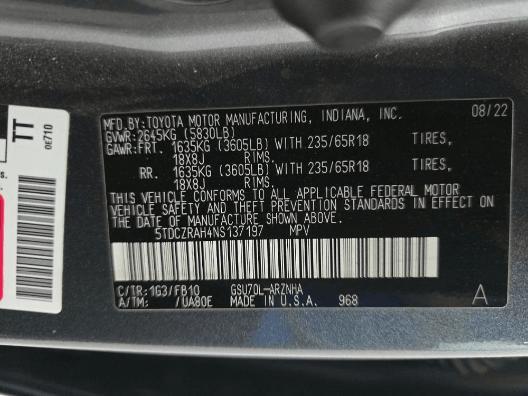 MFD.BY:TOYOTA MOTOR MANUFACTURING, INDIANA, INC. 08/22
GVWR: 2645KG (5830LB)
GAWR:FRT. 1635KG (3605LB) WITH 235/65R18 TIRES,
18X8J RIMS.
RR. 1635KG (3605LB) WITH 235/65R18 TIRES,
18X8J RIMS.
THIS VEHICLE CONFORMS TO ALL APPLICABLE FEDERAL MOTOR
VEHICLE SAFETY AND THEFT PREVENTION STANDARDS IN EFFECT ON
THE DATE OF MANUFACTURE SHOWN ABOVE.
5TDCZRAH4NS137197 MPV
C/TR: 1G3/FB10 GSU70L-ARZNHA
A/TM: /UA80E MADE IN U.S.A. 968 A
TT
0E710
s.